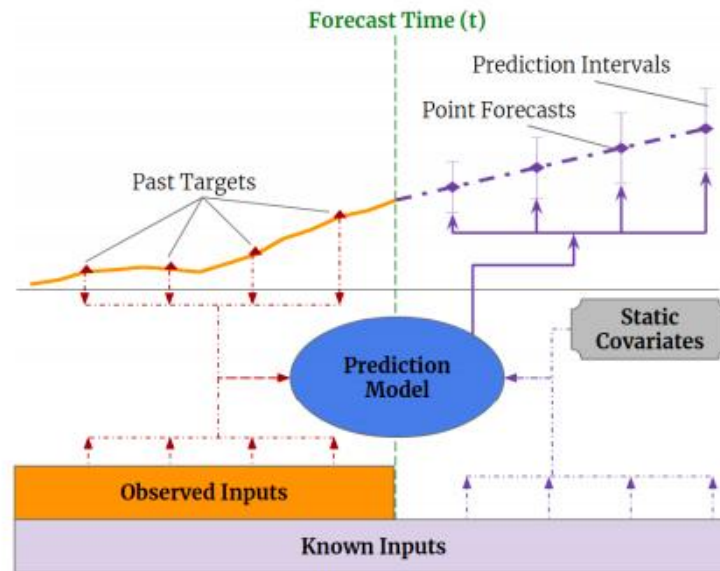 Forecast Time (t)
Prediction Intervals
Point Forecasts
Past Targets
Static
Covariates
Prediction
Model
Observed Inputs
Known Inputs